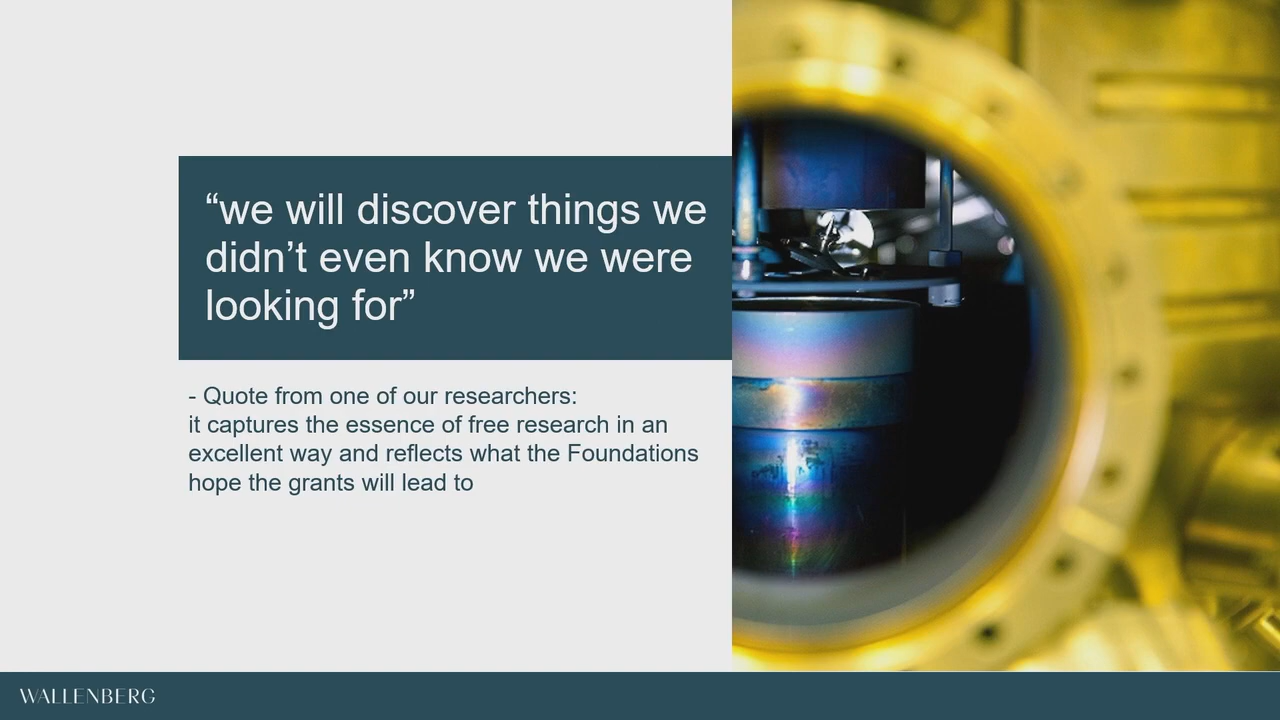 “we will discover things we
didn’t even know we were
looking for”
- Quote from one of our researchers:
it captures the essence of free research in an
excellent way and reflects what the Foundations
hope the grants will lead to
WALLENBERG